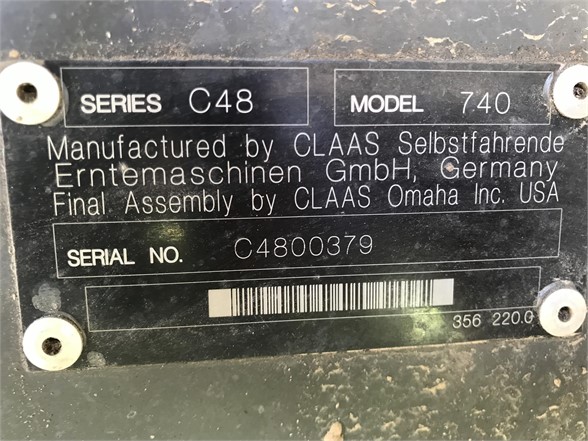 SERIES C48 MODEL 740
Manufactured by CLAAS Selbstfahrende
Erntemaschinen GmbH, Germany
Final Assembly by CLAAS Omaha Inc. USA
SERIAL NO. C4800379
356 220.0